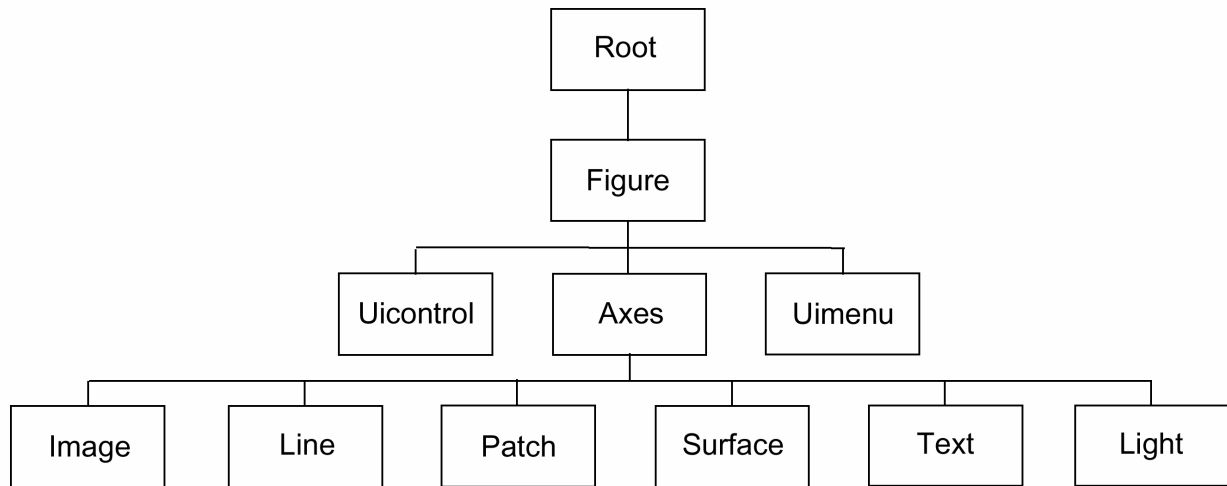 Root
Figure
Uicontrol
Axes
Uimenu
Image
Line
Patch
Surface
Text
Light